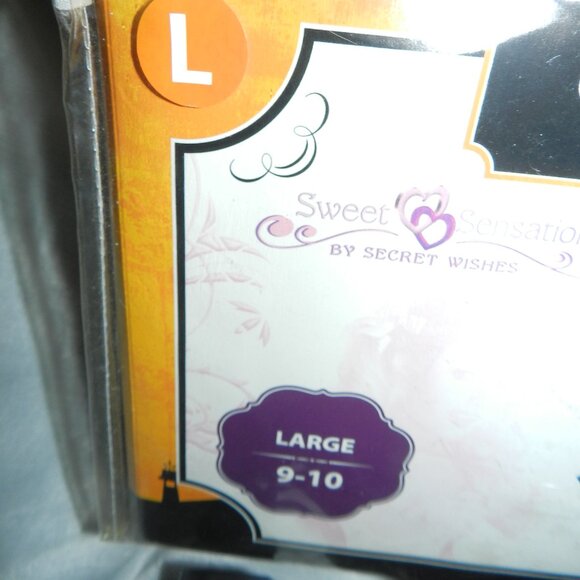 L
Sweet Sensation
BY SECRET WISHES
LARGE
9-10